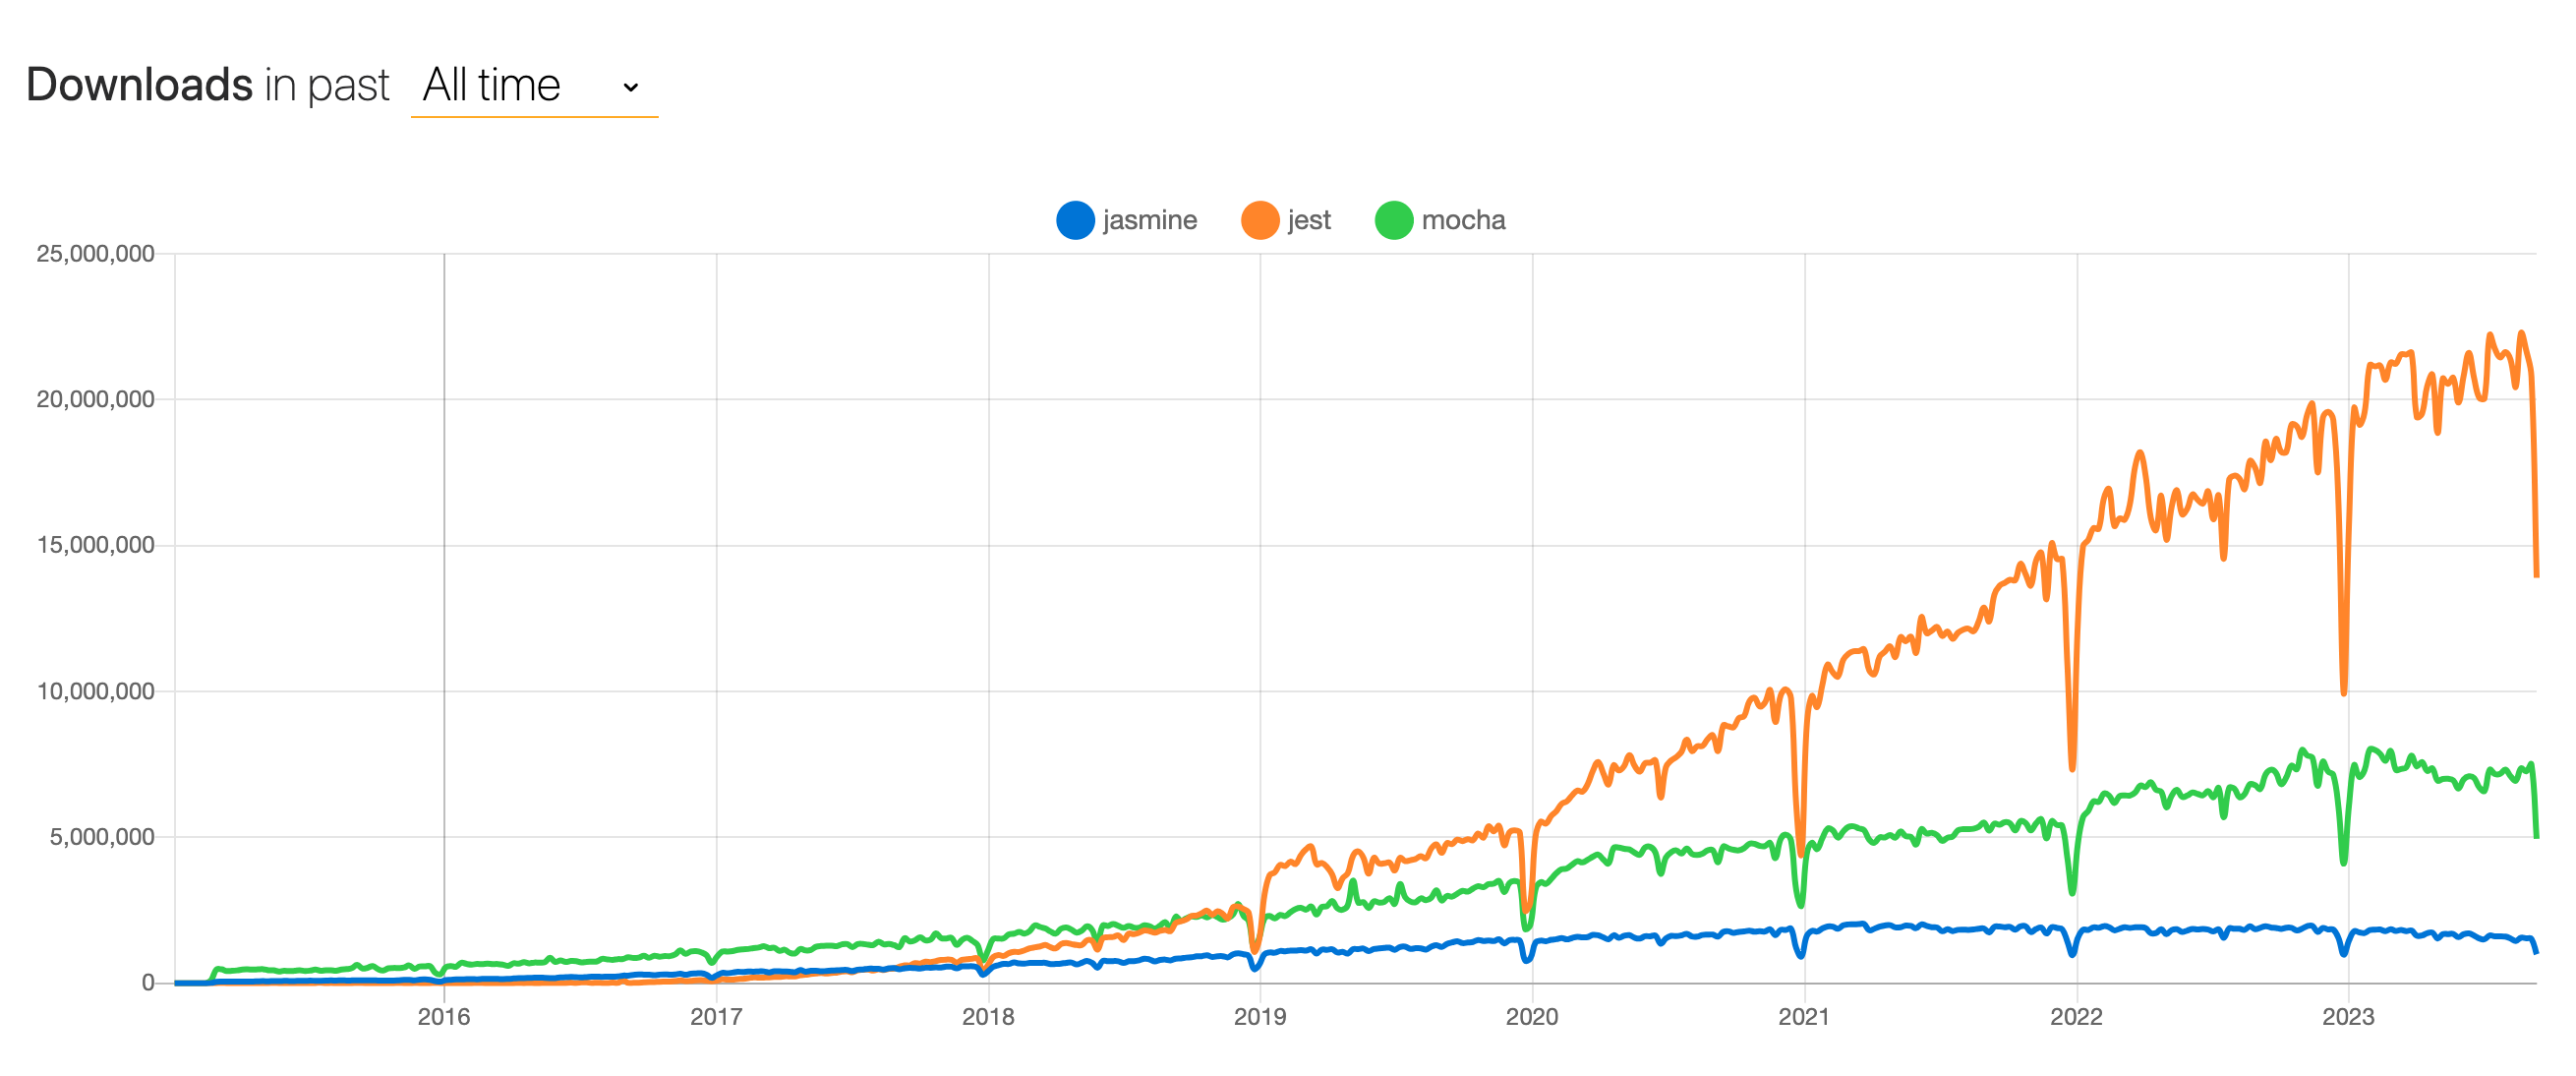 Downloads in past All time
jasmine jest mocha
25,000,000
20,000,000
15,000,000
10,000,000
5,000,000
0
2016 2017 2018 2019 2020 2021 2022 2023